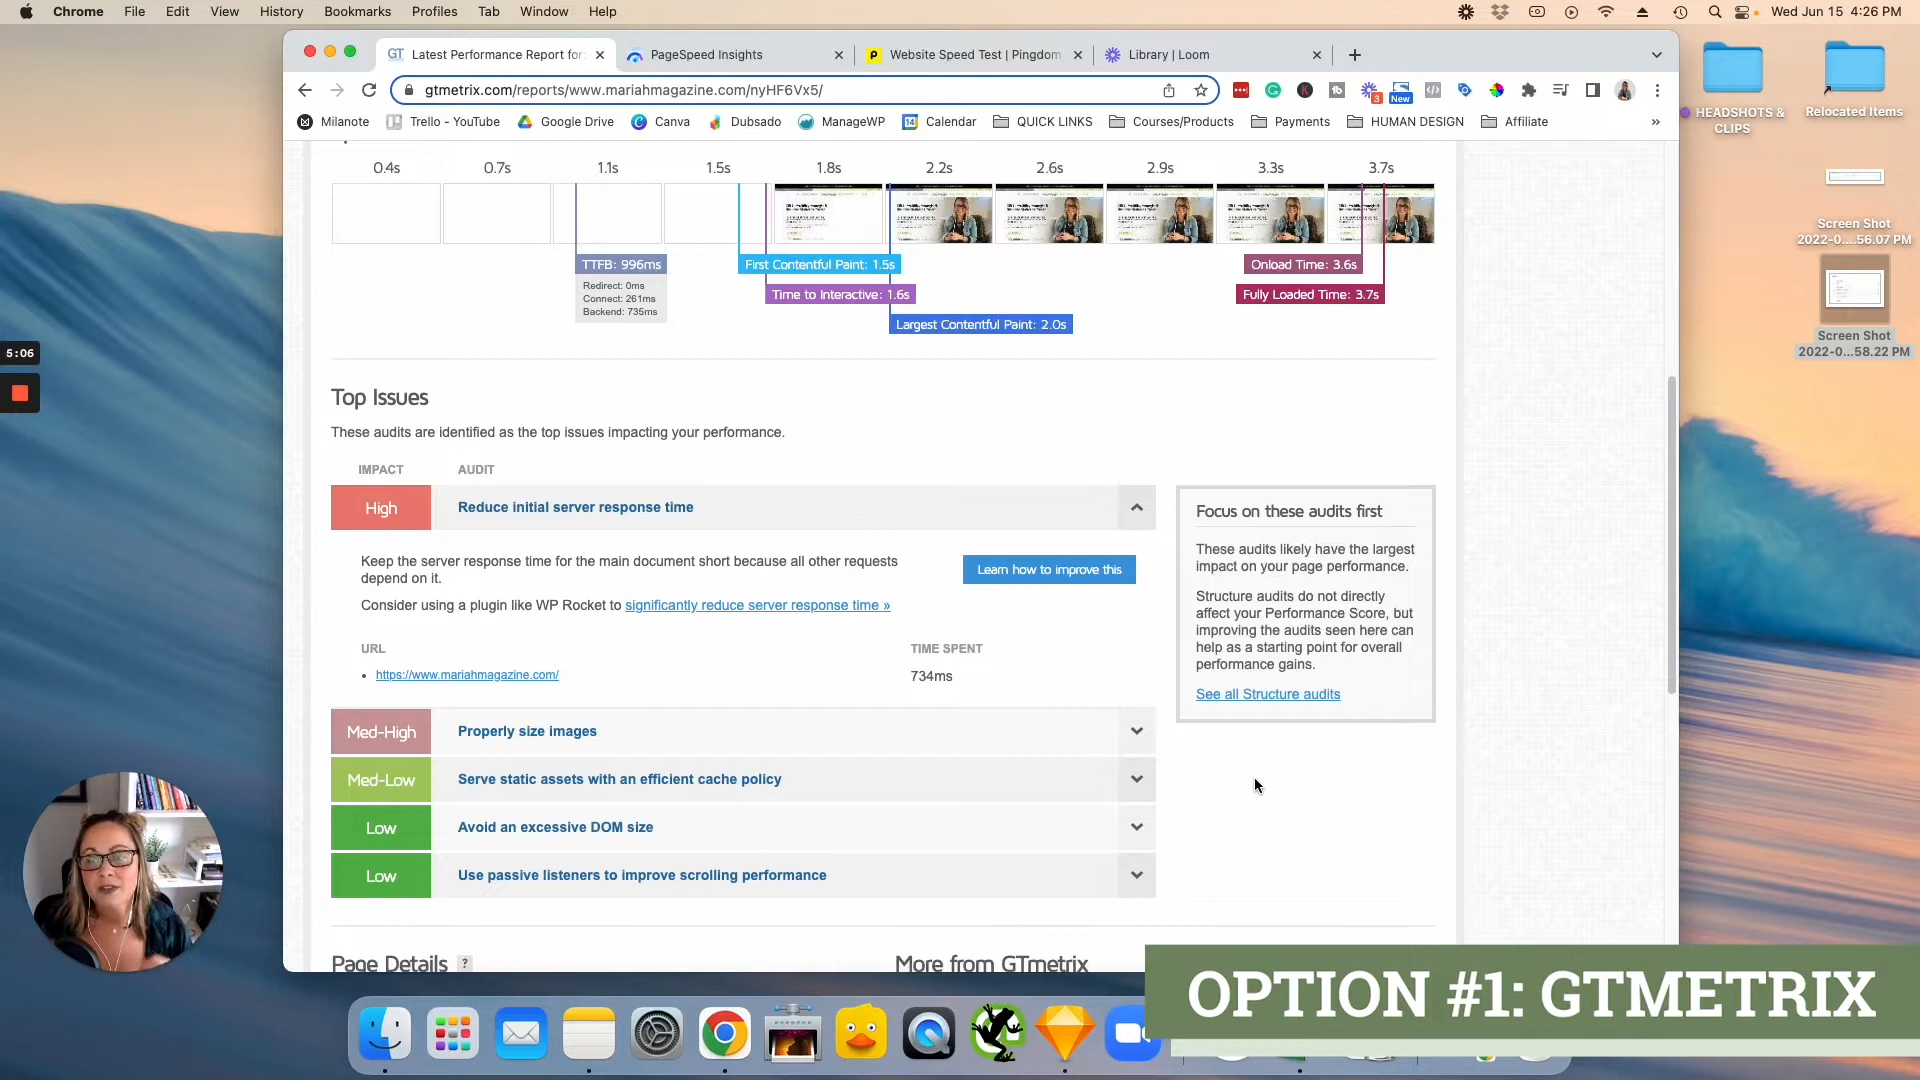 Chrome File Edit View History Bookmarks Profiles Tab Window Help
Wed Jun 15 4:26 PM
GT Latest Performance Report for
PageSpeed Insights
Website Speed Test | Pingdom
Library | Loom
gtmetrix.com/reports/www.mariahmagazine.com/nyHF6Vx5/
3
New
Milanote
Trello - YouTube
Google Drive
Canva
Dubsado
ManageWP
Calendar
QUICK LINKS
Courses/Products
Payments
HUMAN DESIGN
Affiliate
»
0.4s 0.7s 1.1s 1.5s 1.8s 2.2s 2.6s 2.9s 3.3s 3.7s
TTFB: 996ms
Redirect: 0ms
Connect: 261ms
Backend: 735ms
First Contentful Paint: 1.5s
Time to Interactive: 1.6s
Largest Contentful Paint: 2.0s
Onload Time: 3.6s
Fully Loaded Time: 3.7s
Top Issues
These audits are identified as the top issues impacting your performance.
IMPACT AUDIT
High Reduce initial server response time
Keep the server response time for the main document short because all other requests
depend on it.
Learn how to improve this
Consider using a plugin like WP Rocket to significantly reduce server response time »
URL TIME SPENT
• https://www.mariahmagazine.com/ 734ms
Med-High Properly size images
Med-Low Serve static assets with an efficient cache policy
Low Avoid an excessive DOM size
Low Use passive listeners to improve scrolling performance
Focus on these audits first
These audits likely have the largest
impact on your page performance.
Structure audits do not directly
affect your Performance Score, but
improving the audits seen here can
help as a starting point for overall
performance gains.
See all Structure audits
Page Details ?
More from GTmetrix
5:06
HEADSHOTS &
CLIPS
Relocated Items
Screen Shot
2022-0....56.07 PM
Screen Shot
2022-0...58.22 PM
OPTION #1: GTMETRIX